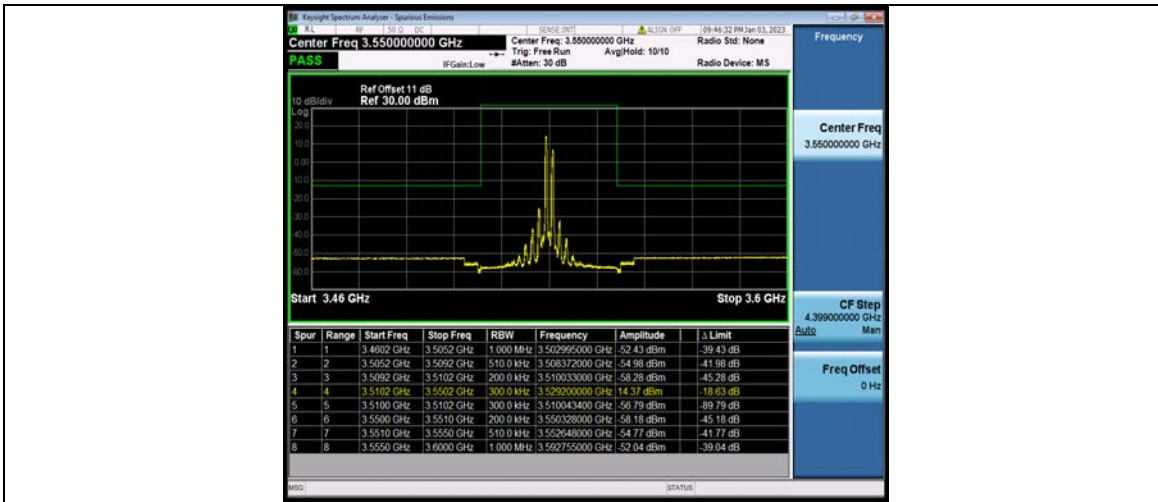 Keysight Spectrum Analyzer - Spurious Emissions
RL RF 50 Ω DC SENSE:INT ALIGN OFF 09:46:32 PM Jan 03, 2023
Center Freq 3.550000000 GHz Center Freq: 3.550000000 GHz Radio Std: None
Trig: Free Run Avg|Hold: 10/10
PASS IFGain:Low #Atten: 30 dB Radio Device: MS
Frequency
Ref Offset 11 dB
10 dB/div Ref 30.00 dBm
Log
20.0
10.0
0.00
-10.0
-20.0
-30.0
-40.0
-50.0
-60.0
Start 3.46 GHz Stop 3.6 GHz
Center Freq
3.550000000 GHz
CF Step
4.399000000 GHz
Auto Man
Freq Offset
0 Hz
Spur Range Start Freq Stop Freq RBW Frequency Amplitude Δ Limit
1 1 3.4602 GHz 3.5052 GHz 1.000 MHz 3.502995000 GHz -52.43 dBm -39.43 dB
2 2 3.5052 GHz 3.5092 GHz 510.0 kHz 3.508372000 GHz -54.98 dBm -41.98 dB
3 3 3.5092 GHz 3.5102 GHz 200.0 kHz 3.510033000 GHz -58.28 dBm -45.28 dB
4 4 3.5102 GHz 3.5502 GHz 300.0 kHz 3.529200000 GHz 14.37 dBm -18.63 dB
5 5 3.5100 GHz 3.5102 GHz 300.0 kHz 3.510043400 GHz -56.79 dBm -89.79 dB
6 6 3.5500 GHz 3.5510 GHz 200.0 kHz 3.550328000 GHz -58.18 dBm -45.18 dB
7 7 3.5510 GHz 3.5550 GHz 510.0 kHz 3.552648000 GHz -54.77 dBm -41.77 dB
8 8 3.5550 GHz 3.6000 GHz 1.000 MHz 3.592755000 GHz -52.04 dBm -39.04 dB
MSG STATUS